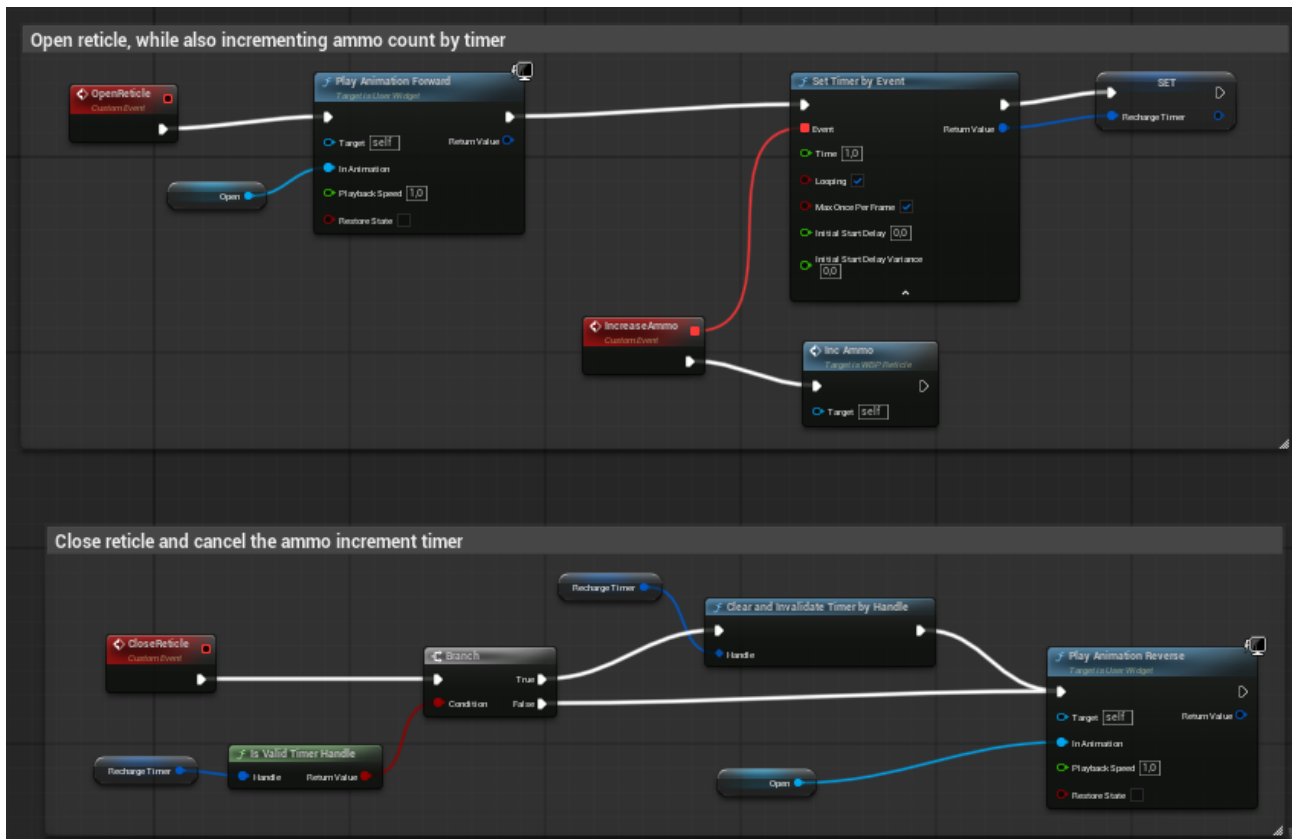 Open reticle, while also incrementing ammo count by timer
OpenReticle
Custom Event
Play Animation Forward
Target is User Widget
Target self
Return Value
In Animation
Playback Speed 1,0
Restore State
Open
Set Timer by Event
Event
Return Value
Time 1,0
Looping
Max Once Per Frame
Initial Start Delay 0,0
Initial Start Delay Variance
0,0
SET
Recharge Timer
IncreaseAmmo
Custom Event
Inc Ammo
Target is WBP Reticle
Target self
Close reticle and cancel the ammo increment timer
CloseReticle
Custom Event
Recharge Timer
Is Valid Timer Handle
Handle Return Value
Branch
True
Condition False
Recharge Timer
Clear and Invalidate Timer by Handle
Handle
Open
Play Animation Reverse
Target is User Widget
Target self Return Value
In Animation
Playback Speed 1,0
Restore State